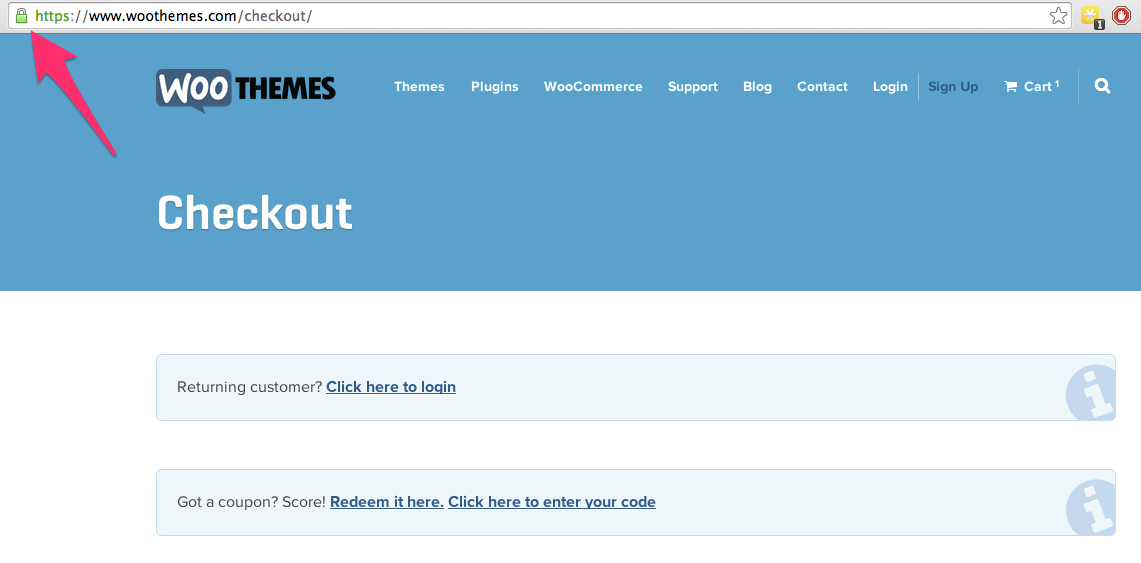 https://www.woothemes.com/checkout/
1
WOO THEMES
Themes Plugins WooCommerce Support Blog Contact Login Sign Up Cart 1
Checkout
Returning customer? Click here to login
Got a coupon? Score! Redeem it here. Click here to enter your code